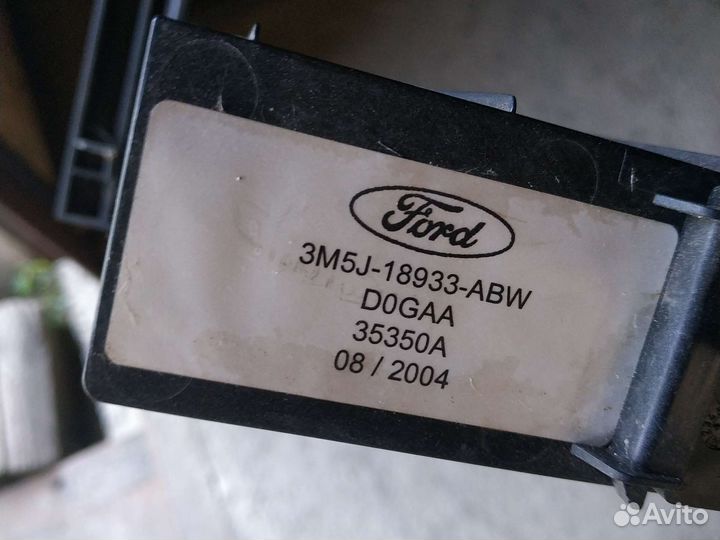 Ford
3M5J-18933-ABW
D0GAA
35350A
08 / 2004
Avito